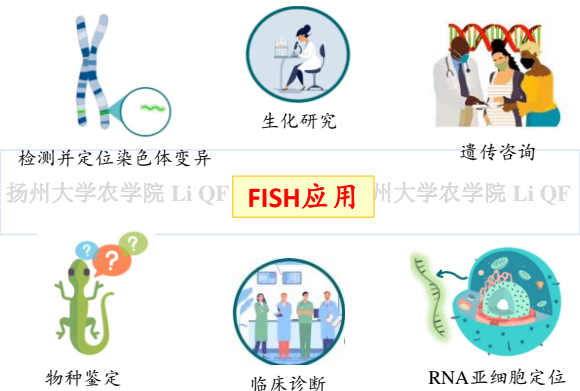 生化研究
检测并定位染色体变异
遗传咨询
扬州大学农学院 Li QF
FISH应用
州大学农学院 Li QF
? ? ?
物种鉴定
临床诊断
RNA亚细胞定位